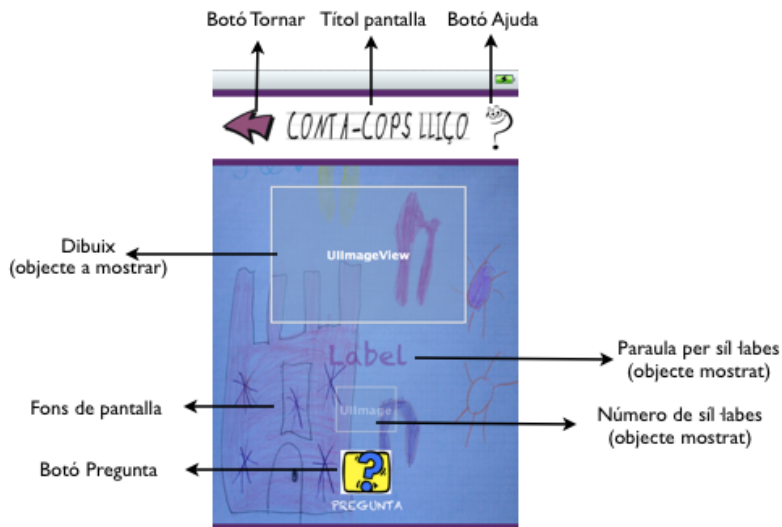 Botó Tornar Títol pantalla Botó Ajuda
CONTA-COPS LLIÇO
UIImageView
Dibuix
(objecte a mostrar)
Label
Paraula per síl·labes
(objecte mostrat)
Fons de pantalla
UIImage
Número de síl·labes
(objecte mostrat)
Botó Pregunta
PREGUNTA